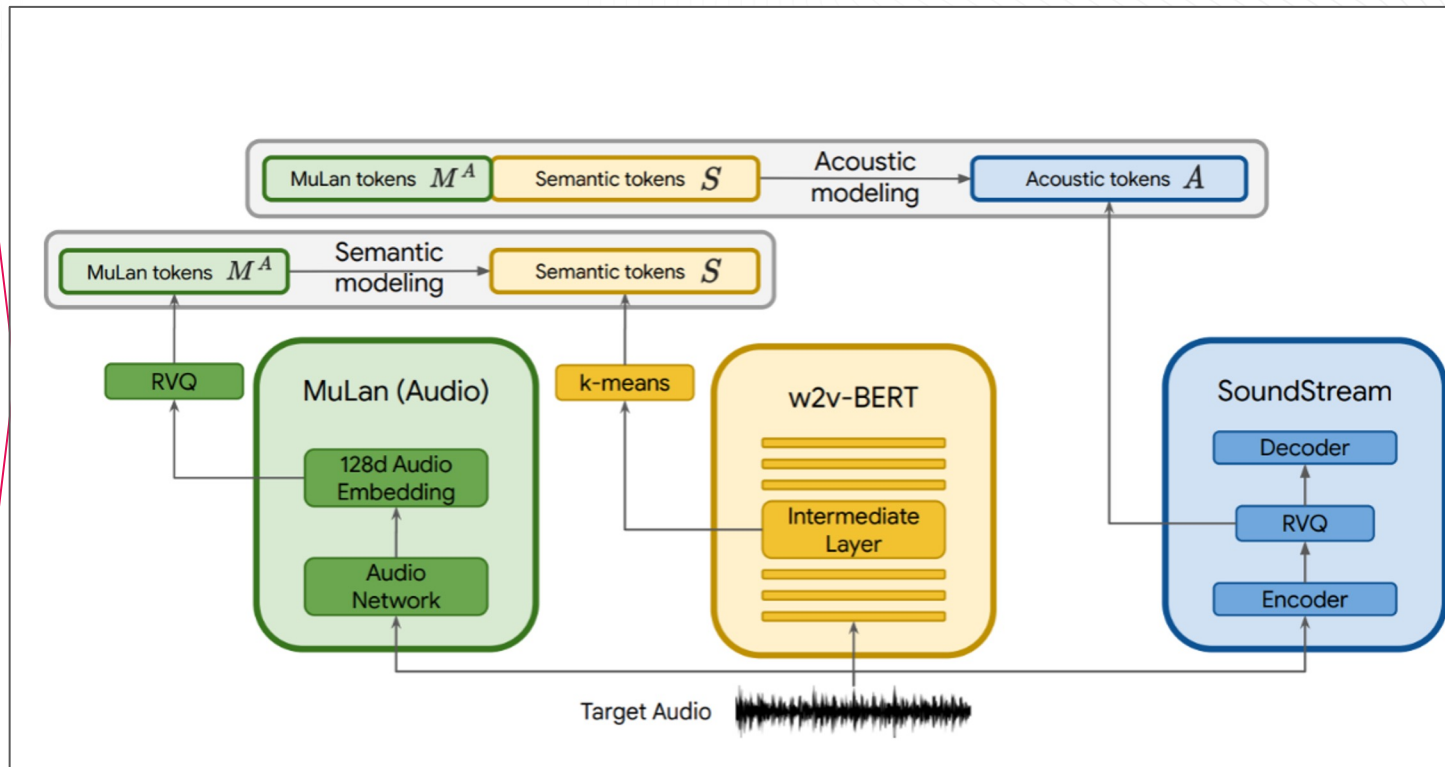 MuLan tokens M^A
Semantic tokens S
Acoustic
modeling
Acoustic tokens A
MuLan tokens M^A
Semantic
modeling
Semantic tokens S
RVQ
MuLan (Audio)
128d Audio
Embedding
Audio
Network
k-means
w2v-BERT
Intermediate
Layer
SoundStream
Decoder
RVQ
Encoder
Target Audio